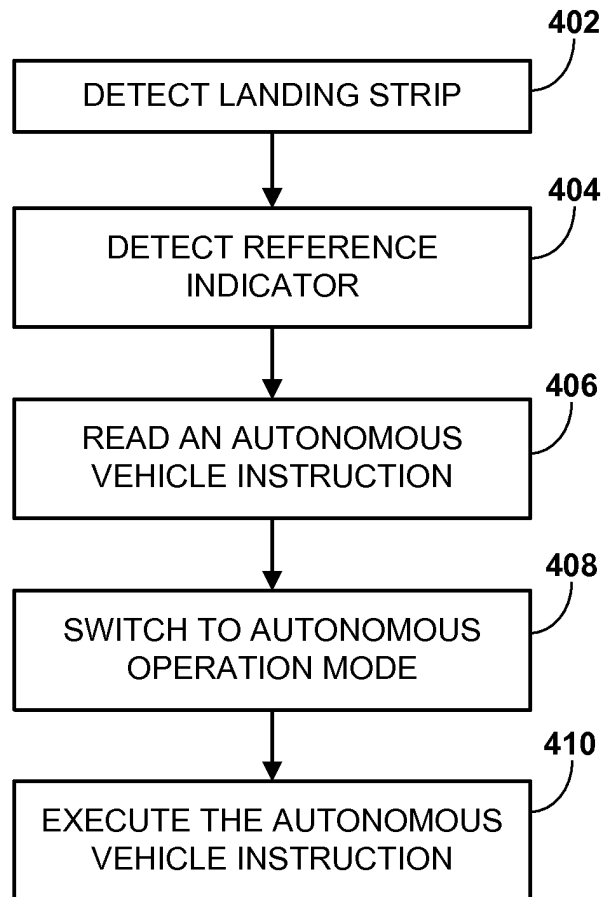 402
DETECT LANDING STRIP
404
DETECT REFERENCE
INDICATOR
406
READ AN AUTONOMOUS
VEHICLE INSTRUCTION
408
SWITCH TO AUTONOMOUS
OPERATION MODE
410
EXECUTE THE AUTONOMOUS
VEHICLE INSTRUCTION